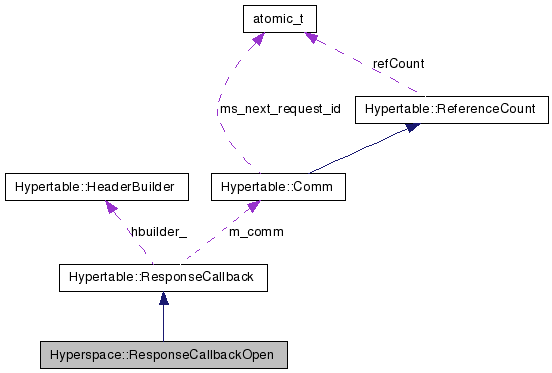 atomic_t
refCount
ms_next_request_id
Hypertable::ReferenceCount
Hypertable::HeaderBuilder
Hypertable::Comm
hbuilder_
m_comm
Hypertable::ResponseCallback
Hyperspace::ResponseCallbackOpen